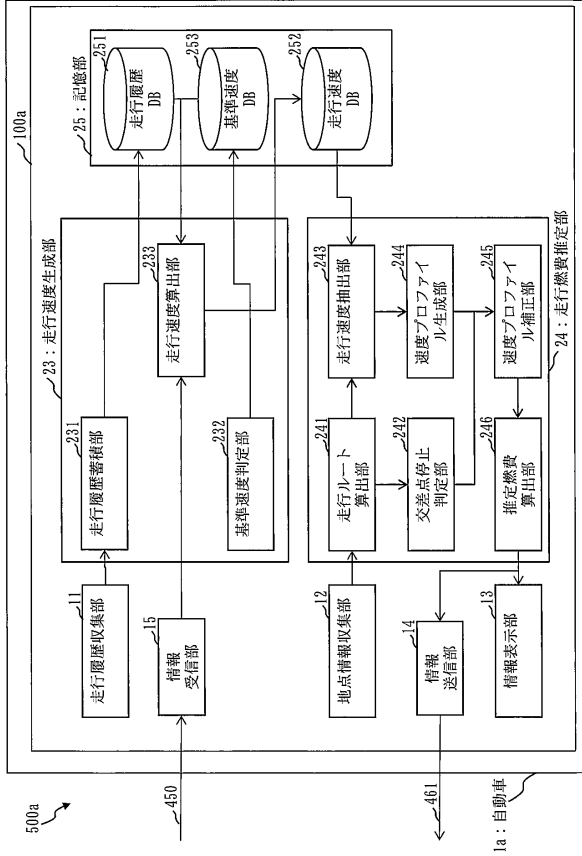 500a
1a：自動車
100a
450
461
11
走行履歴収集部
15
情報
受信部
12
地点情報収集部
14
情報
送信部
13
情報表示部
23：走行速度生成部
231
走行履歴蓄積部
233
走行速度算出部
232
基準速度判定部
24：走行燃費推定部
241
走行ルート
算出部
242
交差点停止
判定部
243
走行速度抽出部
244
速度プロファイ
ル生成部
245
速度プロファイ
ル補正部
246
推定燃費
算出部
25：記憶部
251
走行履歴
DB
253
基準速度
DB
252
走行速度
DB